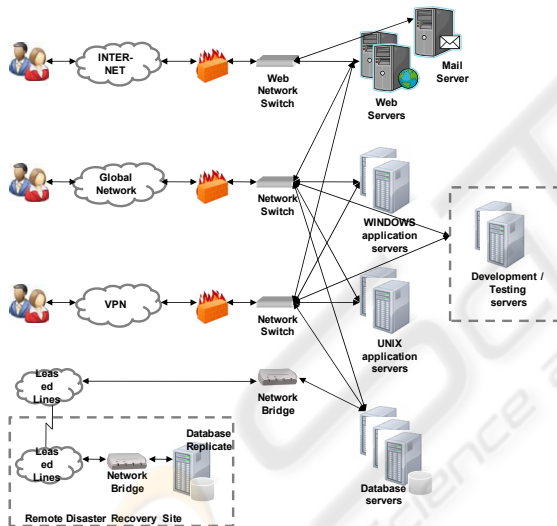 INTER-
NET
Web
Network
Switch
Web
Servers
Mail
Server
Global
Network
Network
Switch
WINDOWS
application
servers
Development /
Testing
servers
VPN
Network
Switch
UNIX
application
servers
Leas
ed
Lines
Network
Bridge
Leas
ed
Lines
Network
Bridge
Database
Replicate
Database
servers
Remote Disaster Recovery Site